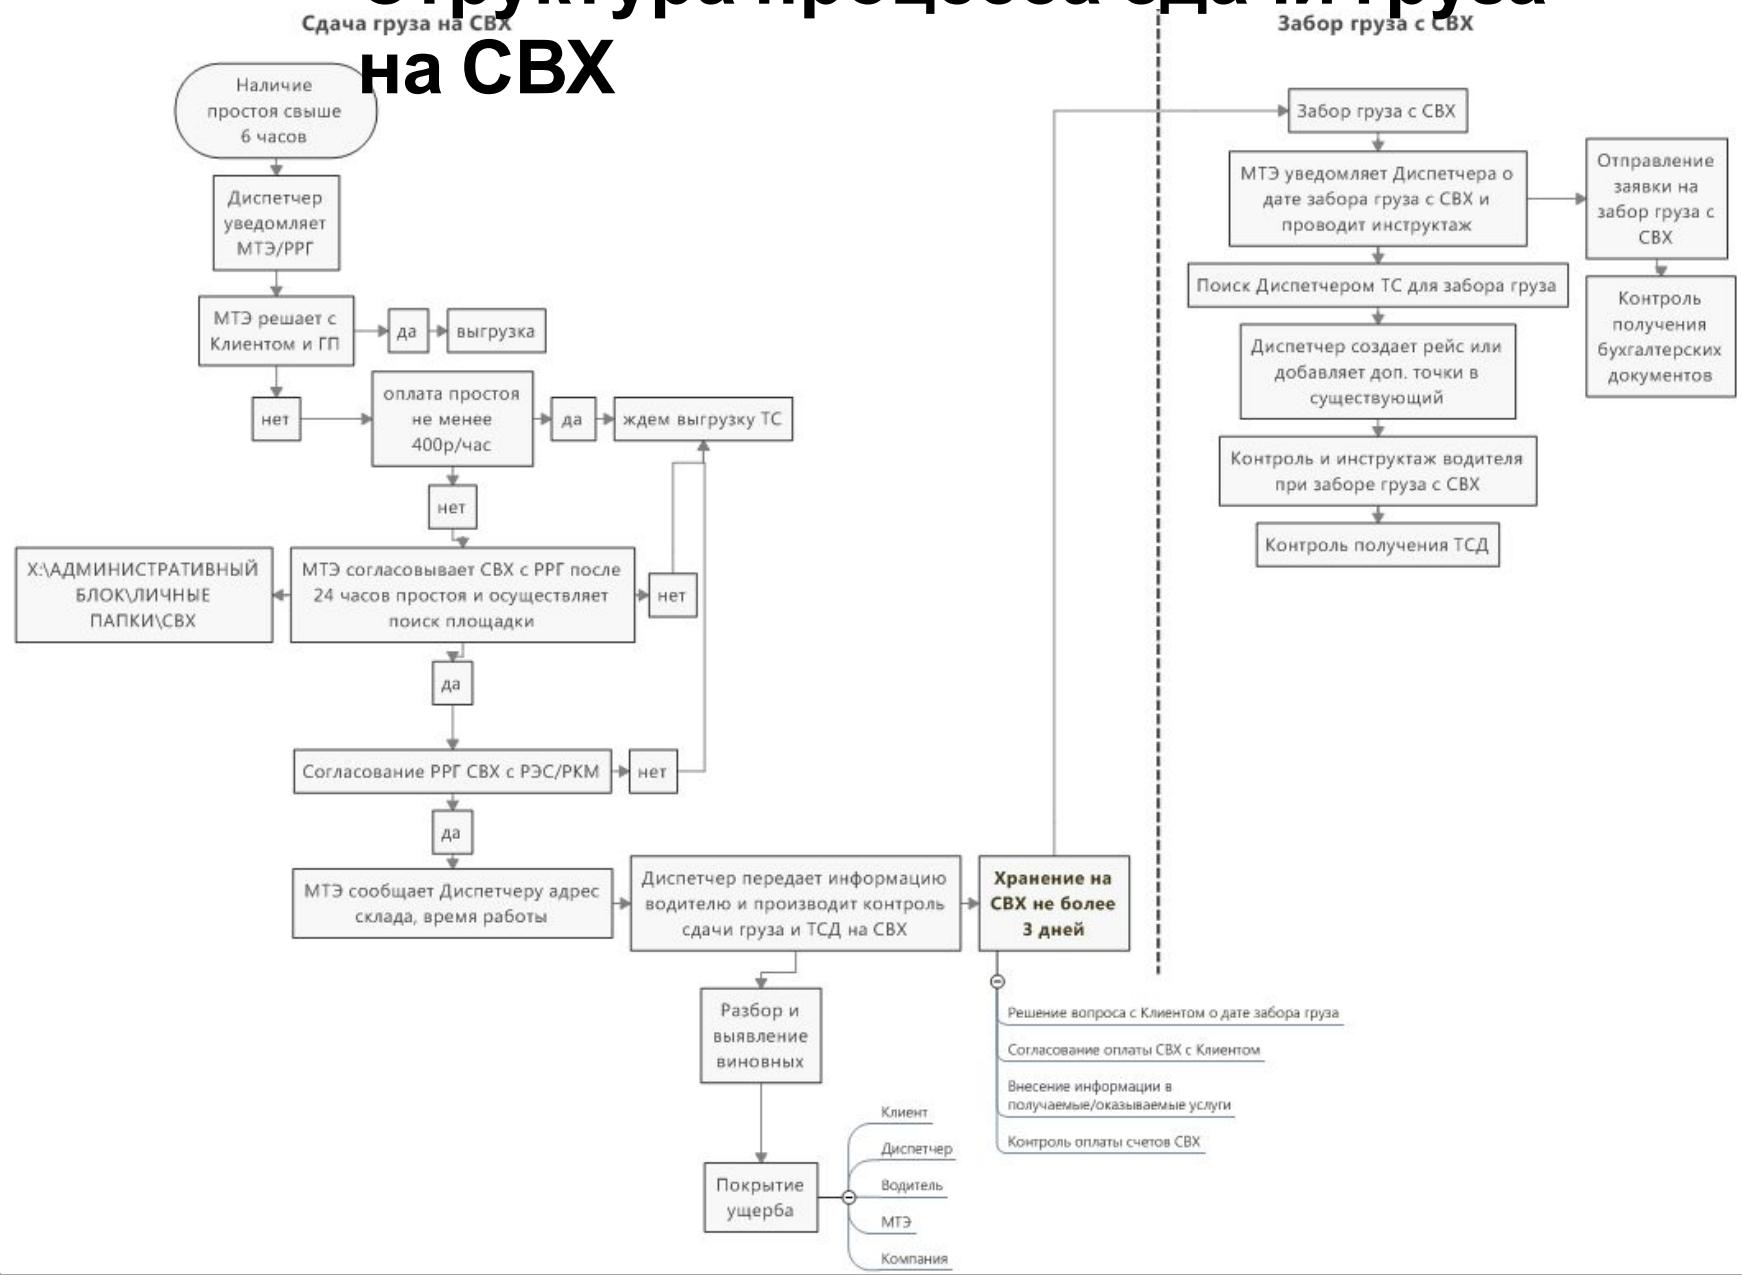 Структура процесса сдачи груза
на СВХ
Сдача груза на СВХ
Наличие
простоя свыше
6 часов
Диспетчер
уведомляет
МТЭ/РРГ
МТЭ решает с
Клиентом и ГП
да
выгрузка
нет
оплата простоя
не менее
400р/час
да
ждем выгрузку ТС
нет
Х:\АДМИНИСТРАТИВНЫЙ
БЛОК\ЛИЧНЫЕ
ПАПКИ\СВХ
МТЭ согласовывает СВХ с РРГ после
24 часов простоя и осуществляет
поиск площадки
нет
да
Согласование РРГ СВХ с РЭС/РКМ
нет
да
МТЭ сообщает Диспетчеру адрес
склада, время работы
Диспетчер передает информацию
водителю и производит контроль
сдачи груза и ТСД на СВХ
Хранение на
СВХ не более
3 дней
Решение вопроса с Клиентом о дате забора груза
Согласование оплаты СВХ с Клиентом
Внесение информации в
получаемые/оказываемые услуги
Контроль оплаты счетов СВХ
Разбор и
выявление
виновных
Покрытие
ущерба
Клиент
Диспетчер
Водитель
МТЭ
Компания
Забор груза с СВХ
Забор груза с СВХ
МТЭ уведомляет Диспетчера о
дате забора груза с СВХ и
проводит инструктаж
Отправление
заявки на
забор груза с
СВХ
Контроль
получения
бухгалтерских
документов
Поиск Диспетчером ТС для забора груза
Диспетчер создает рейс или
добавляет доп. точки в
существующий
Контроль и инструктаж водителя
при заборе груза с СВХ
Контроль получения ТСД